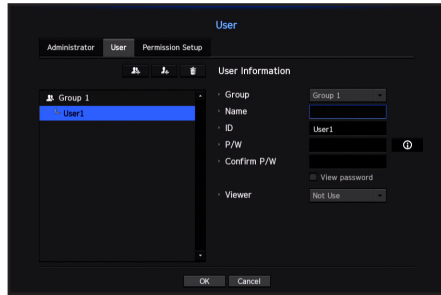 User
Administrator User Permission Setup
User Information
Group 1
User1
Group Group 1
Name
ID User1
P/W
Confirm P/W
View password
Viewer Not Use
OK Cancel